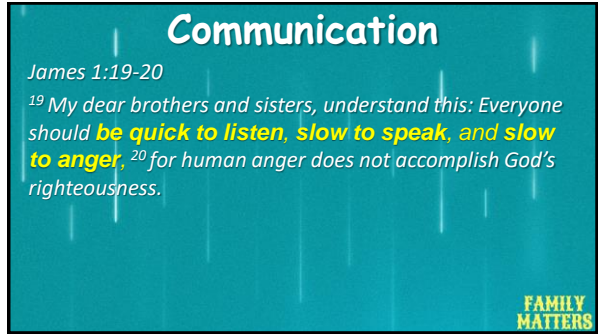 Communication
James 1:19-20
19 My dear brothers and sisters, understand this: Everyone
should be quick to listen, slow to speak, and slow
to anger, 20 for human anger does not accomplish God's
righteousness.
FAMILY
MATTERS